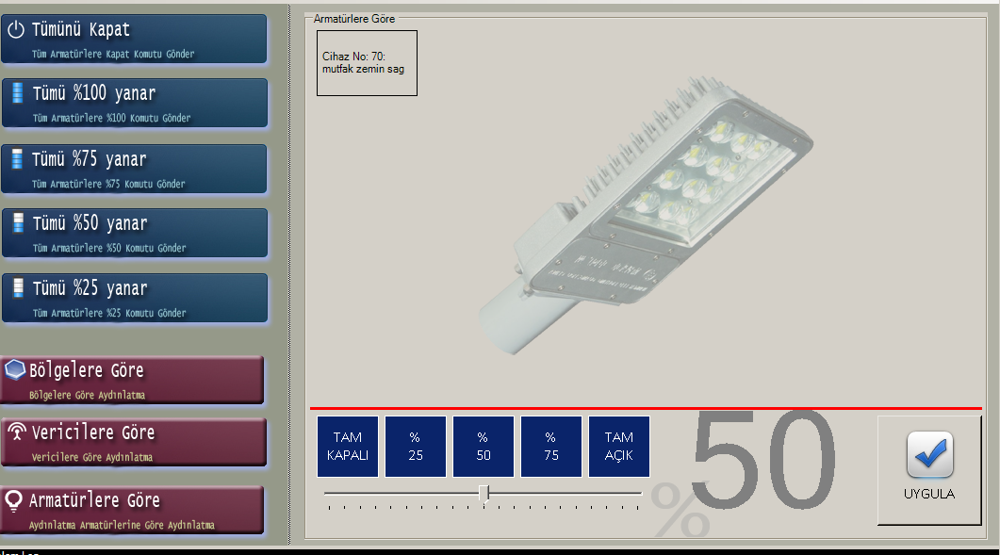 Tümünü Kapat
Tüm Armatürlere Kapat Komutu Gönder
Tümü %100 yanar
Tüm Armatürlere %100 Komutu Gönder
Tümü %75 yanar
Tüm Armatürlere %75 Komutu Gönder
Tümü %50 yanar
Tüm Armatürlere %50 Komutu Gönder
Tümü %25 yanar
Tüm Armatürlere %25 Komutu Gönder
Bölgelere Göre
Bölgelere Göre Aydınlatma
Vericilere Göre
Vericilere Göre Aydınlatma
Armatürlere Göre
Aydınlatma Armatürlerine Göre Aydınlatma
Armatürlere Göre
Cihaz No: 70:
mutfak zemin sag
TAM
KAPALI
%
25
%
50
%
75
TAM
AÇIK
%50
UYGULA